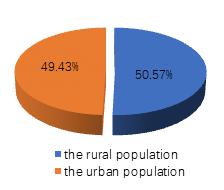 49.43%
50.57%
the rural population
the urban population